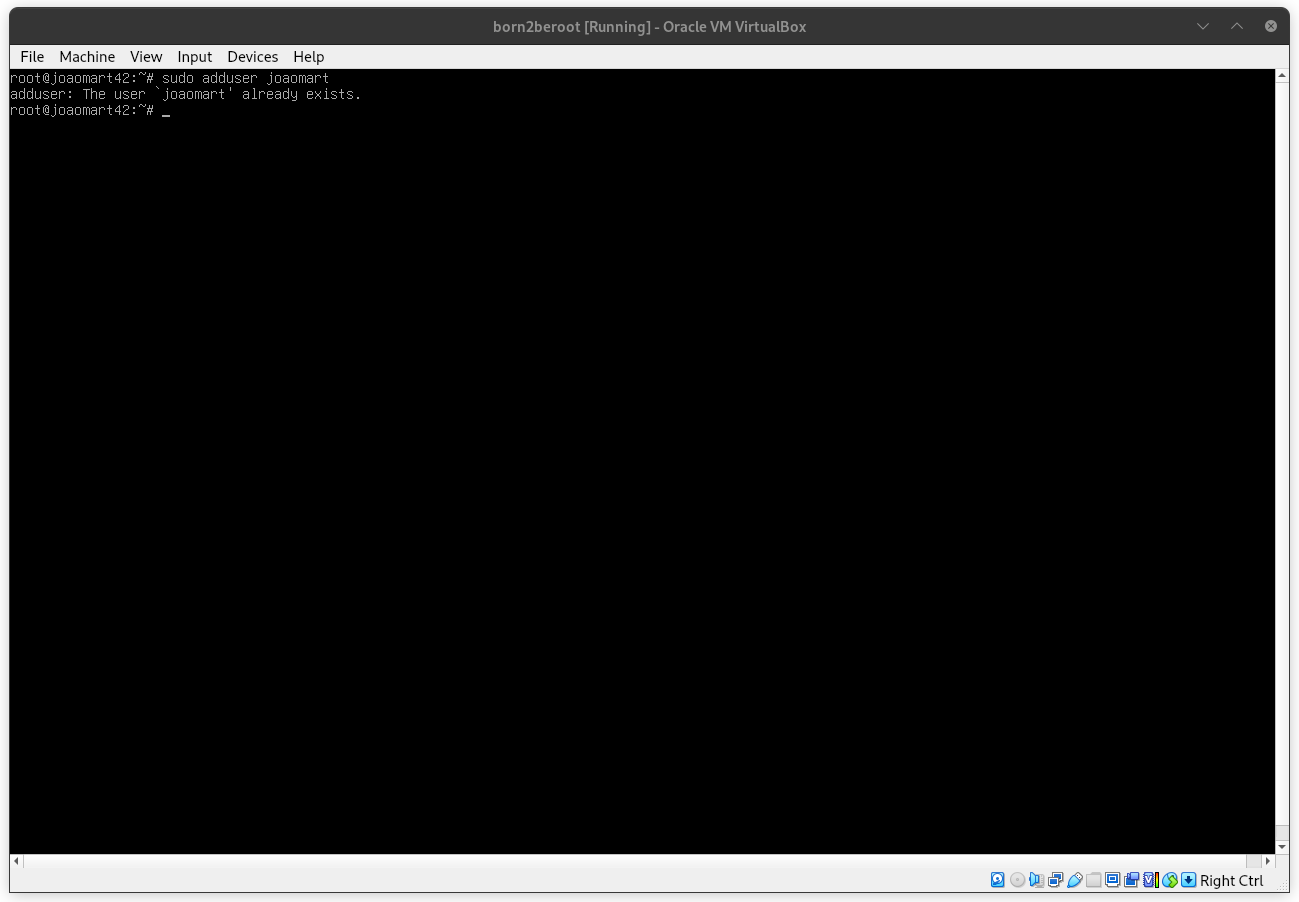 born2beroot [Running] - Oracle VM VirtualBox
File Machine View Input Devices Help
root@joaomart42:~# sudo adduser joaomart
adduser: The user `joaomart' already exists.
root@joaomart42:~# _
Right Ctrl